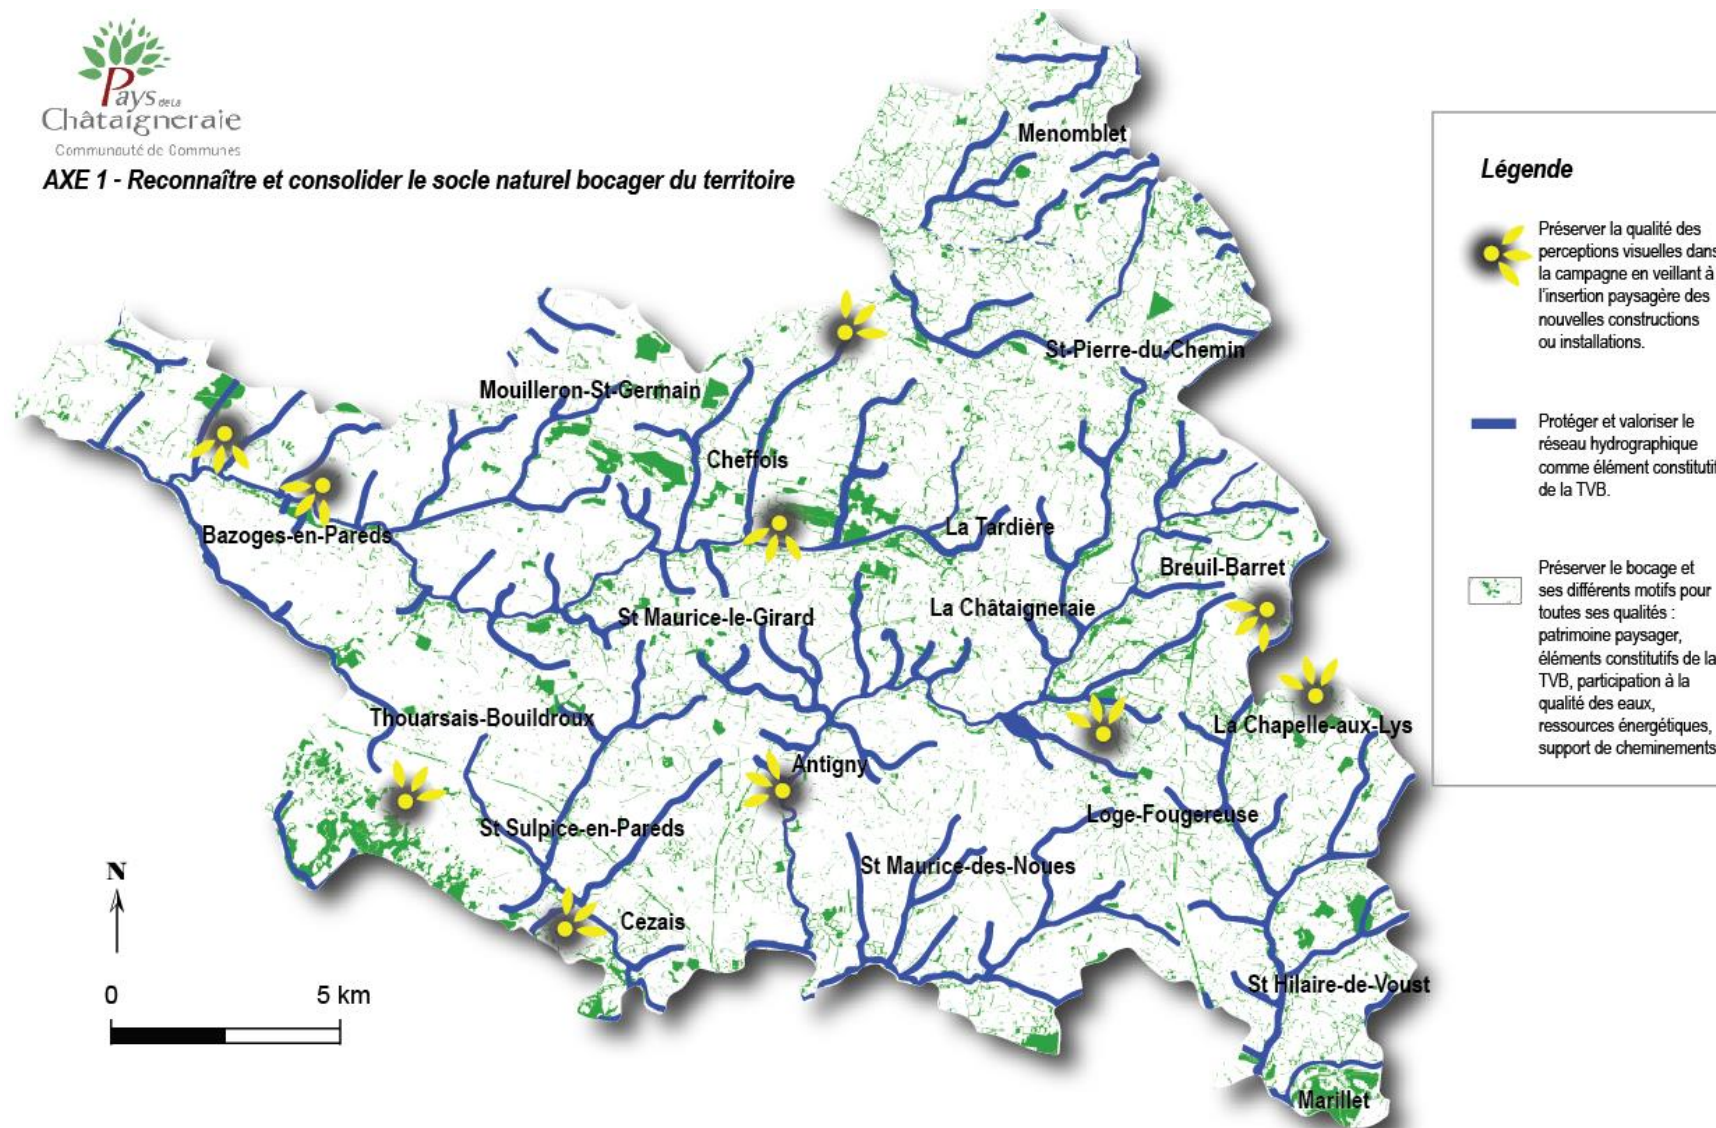 Pays de la
Châtaigneraie
Communauté de Communes
AXE 1 - Reconnaître et consolider le socle naturel bocager du territoire
Menomblet
St-Pierre-du-Chemin
Mouilleron-St-Germain
Cheffois
Bazoges-en-Pareds
La Tardière
Breuil-Barret
St Maurice-le-Girard
La Châtaigneraie
Thouarsais-Bouildroux
La Chapelle-aux-Lys
Antigny
St Sulpice-en-Pareds
Loge-Fougereuse
St Maurice-des-Noues
Cezais
St Hilaire-de-Voust
Marillet
N
0 5 km
Légende
Préserver la qualité des
perceptions visuelles dans
la campagne en veillant à
l'insertion paysagère des
nouvelles constructions
ou installations.
Protéger et valoriser le
réseau hydrographique
comme élément constitutif
de la TVB.
Préserver le bocage et
ses différents motifs pour
toutes ses qualités :
patrimoine paysager,
éléments constitutifs de la
TVB, participation à la
qualité des eaux,
ressources énergétiques,
support de cheminements